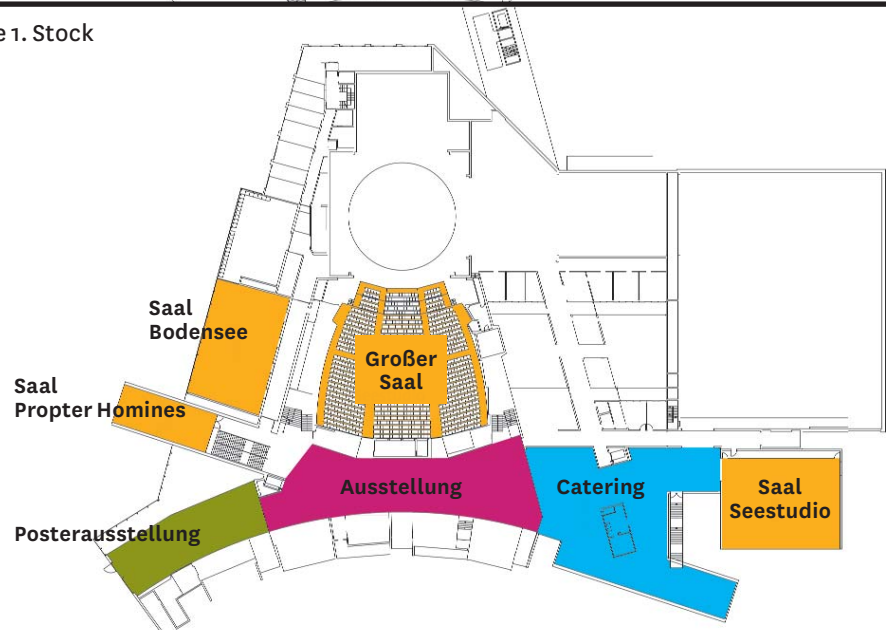 e 1. Stock
Saal
Bodensee
Großer
Saal
Saal
Propter Homines
Ausstellung
Catering
Saal
Seestudio
Posterausstellung